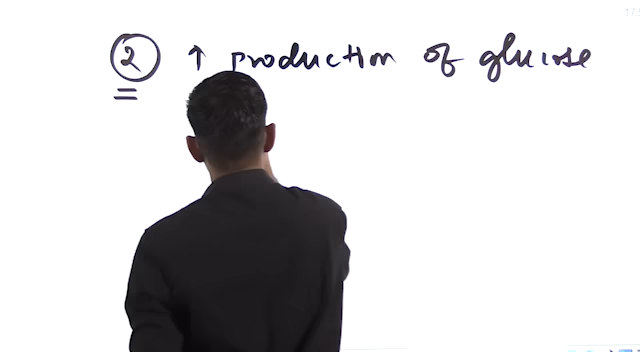 ② ↑ production of glucose